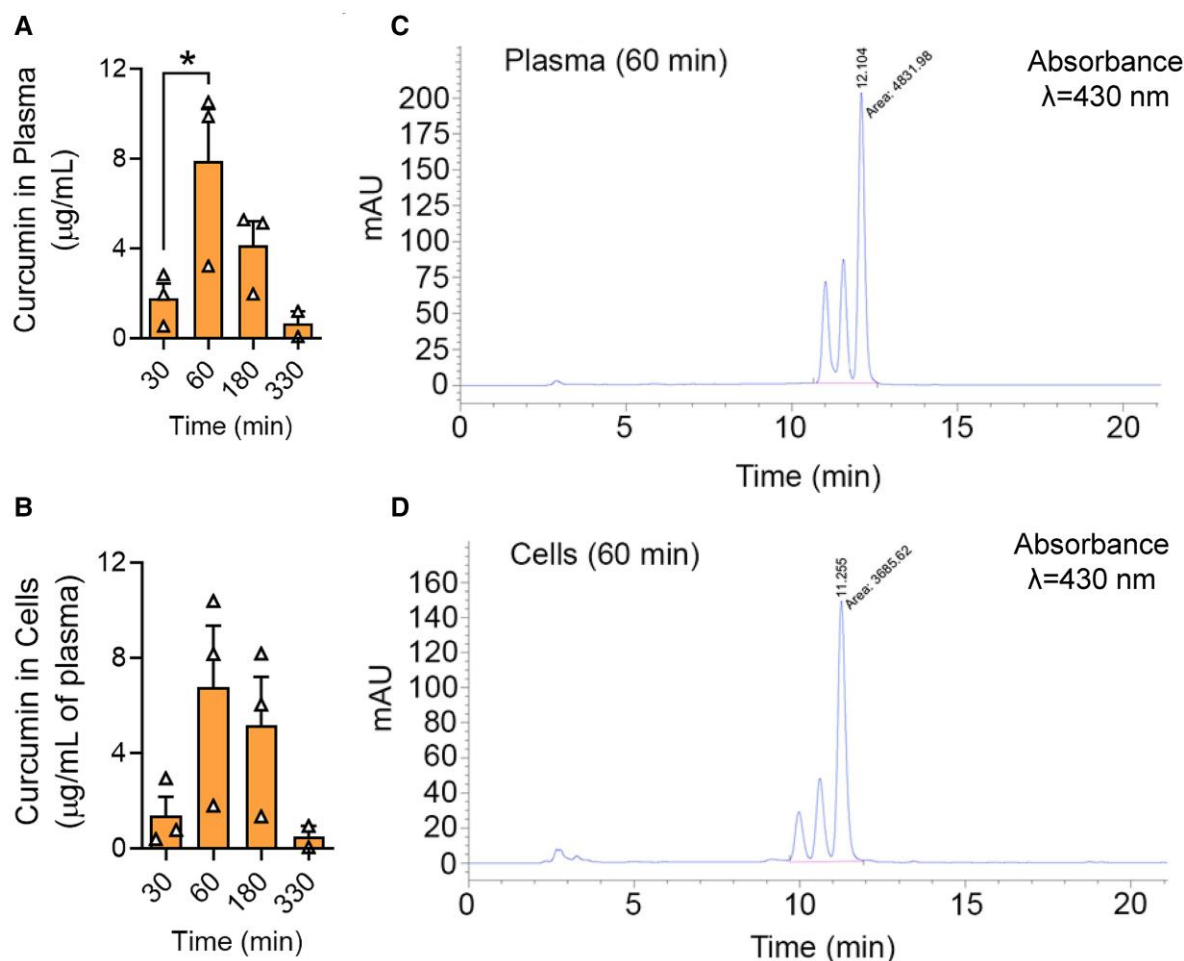 A
Curcumin in Plasma
(μg/mL)
12
8
4
0
*
30
60
180
330
Time (min)
C
Plasma (60 min)
Absorbance
λ=430 nm
12.104
Area: 4831.98
mAU
200
175
150
125
100
75
50
25
0
0
5
10
15
20
Time (min)
B
Curcumin in Cells
(μg/mL of plasma)
12
8
4
0
30
60
180
330
Time (min)
D
Cells (60 min)
Absorbance
λ=430 nm
11.255
Area: 3685.62
mAU
160
140
120
100
80
60
40
20
0
0
5
10
15
20
Time (min)